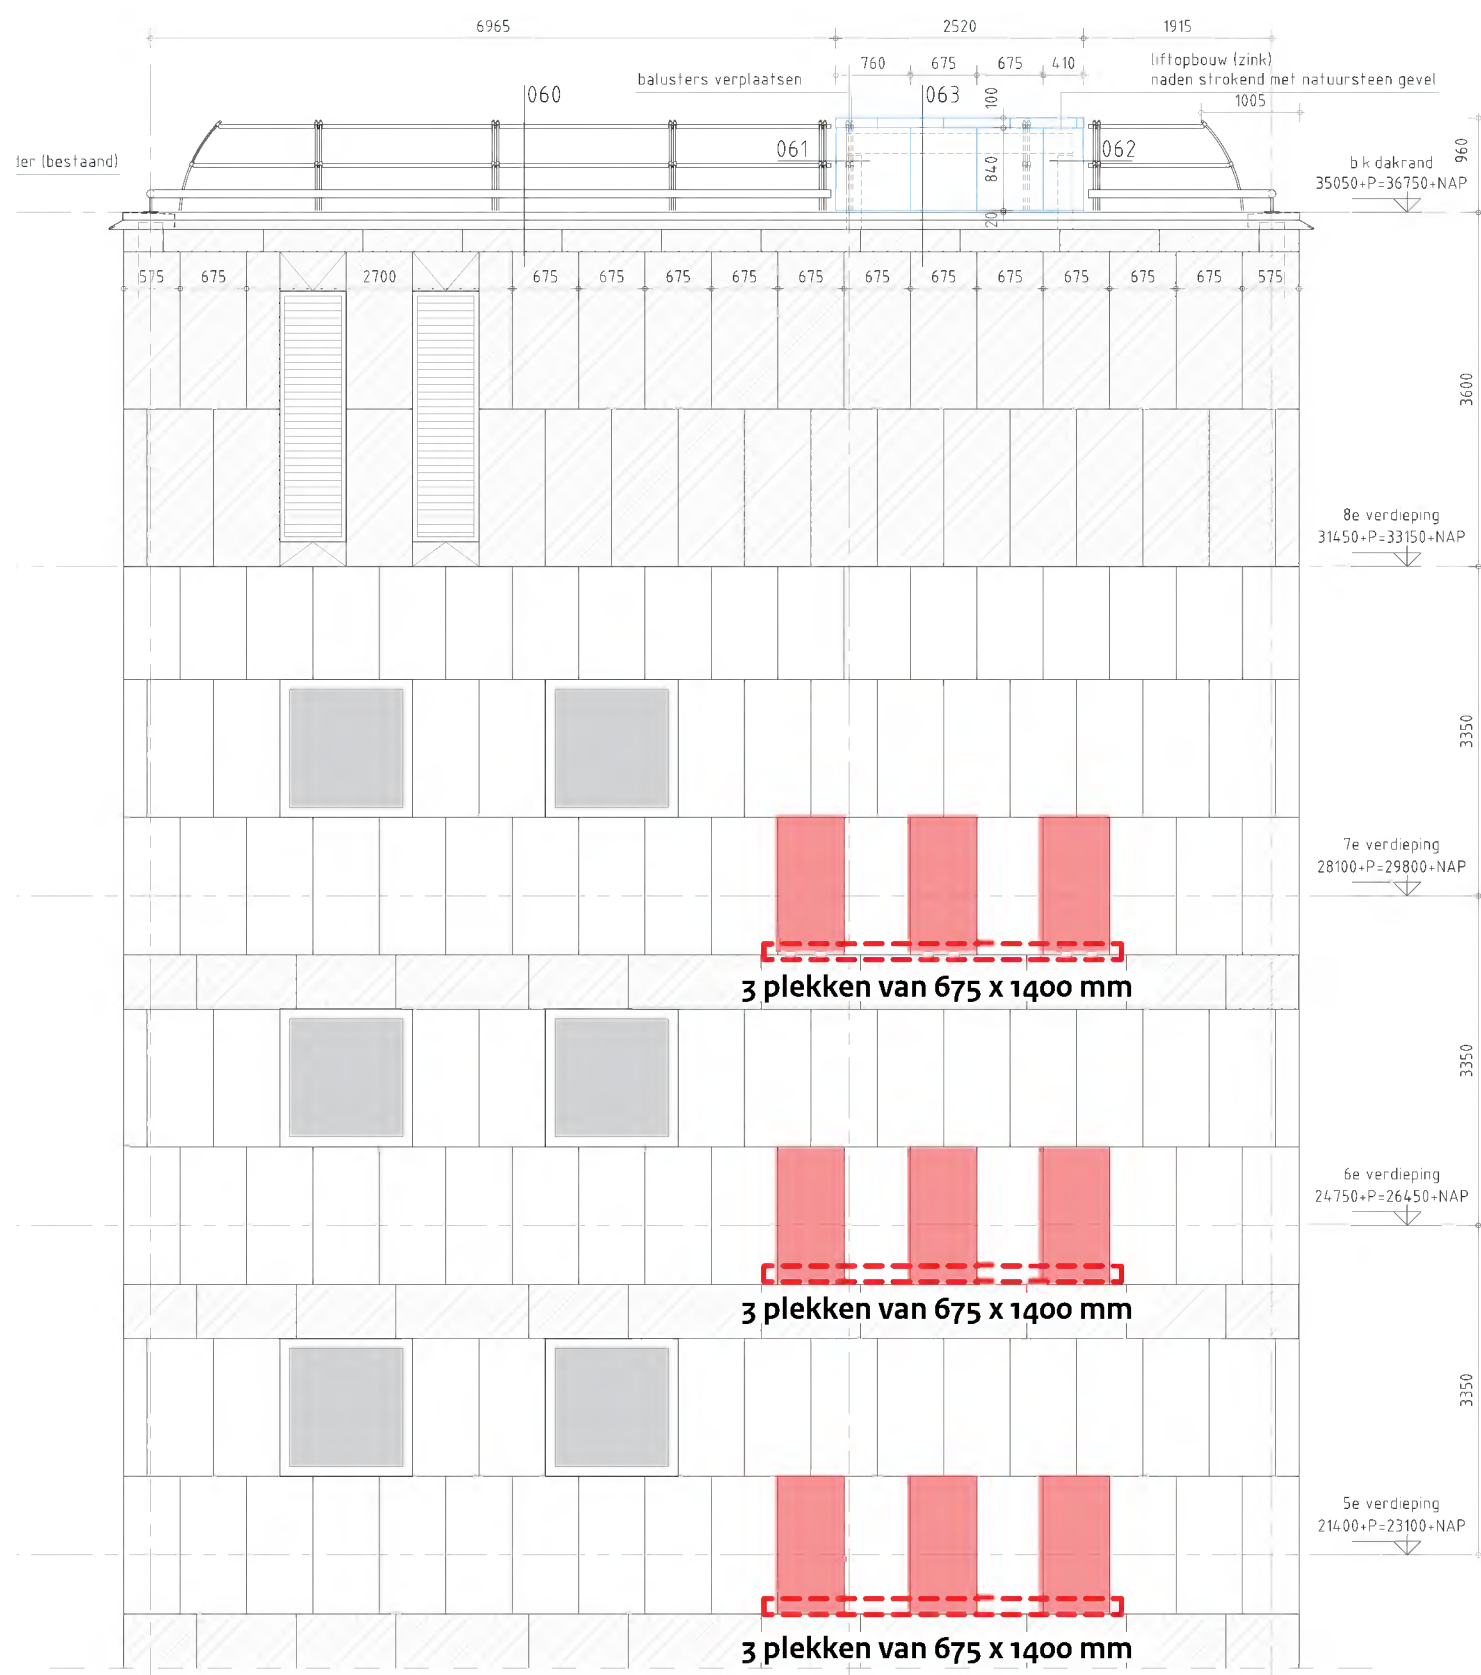 6965
2520
1915
760
675
675
410
liftopbouw (zink)
naden strokend met natuursteen gevel
balusters verplaatsen
1005
060
063
100
061
062
840
20
960
der (bestaand)
b k dakrand
35050+P=36750+NAP
575
675
2700
675
675
675
675
675
675
675
675
675
675
675
575
3600
8e verdieping
31450+P=33150+NAP
3350
7e verdieping
28100+P=29800+NAP
3 plekken van 675 x 1400 mm
3350
6e verdieping
24750+P=26450+NAP
3 plekken van 675 x 1400 mm
3350
5e verdieping
21400+P=23100+NAP
3 plekken van 675 x 1400 mm